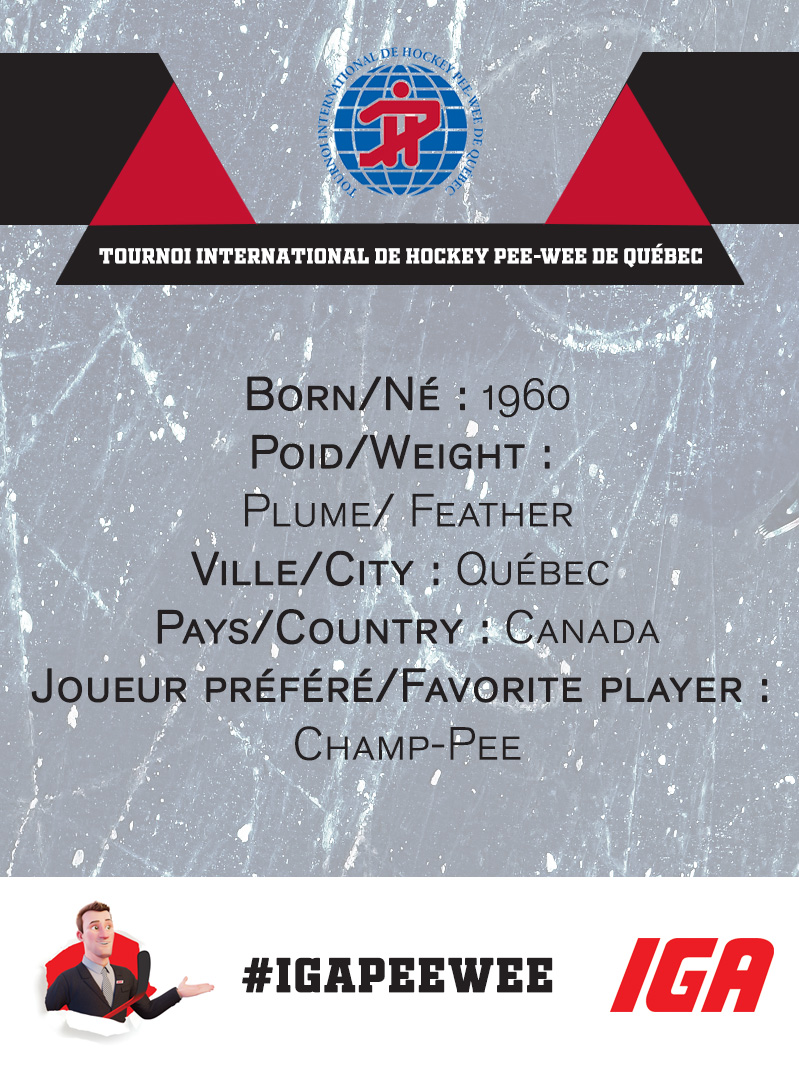 TOURNOI INTERNATIONAL DE HOCKEY PEE-WEE DE QUÉBEC
TOURNOI INTERNATIONAL DE HOCKEY PEE-WEE DE QUÉBEC
BORN/NÉ : 1960
POID/WEIGHT :
PLUME/ FEATHER
VILLE/CITY : QUÉBEC
PAYS/COUNTRY : CANADA
JOUEUR PRÉFÉRÉ/FAVORITE PLAYER :
CHAMP-PEE
#IGAPEEWEE
IGA